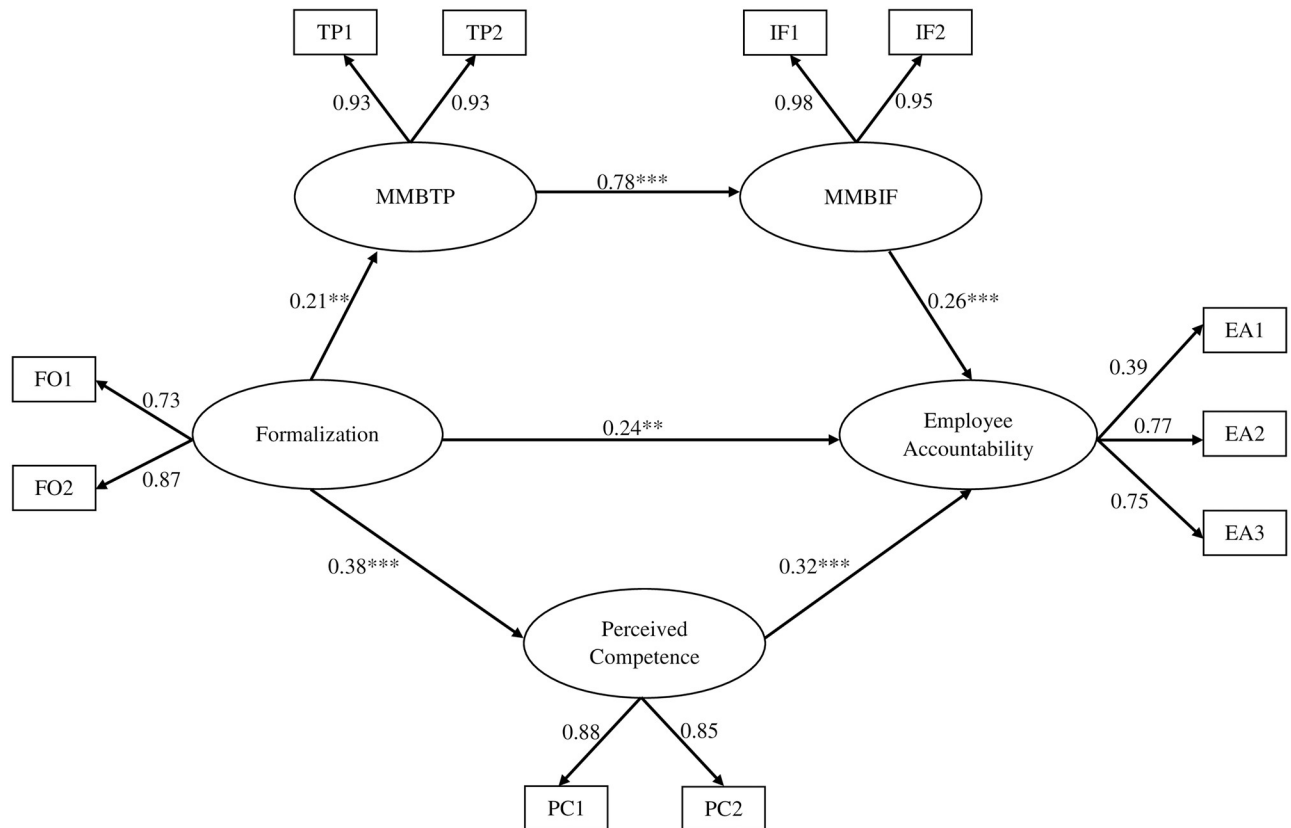 TP1
TP2
IF1
IF2
0.93
0.93
0.98
0.95
MMBTP
0.78***
MMBIF
0.21**
0.26***
EA1
FO1
0.73
0.39
Formalization
0.24**
Employee
Accountability
0.77
EA2
FO2
0.87
0.75
EA3
0.38***
0.32***
Perceived
Competence
0.88
0.85
PC1
PC2